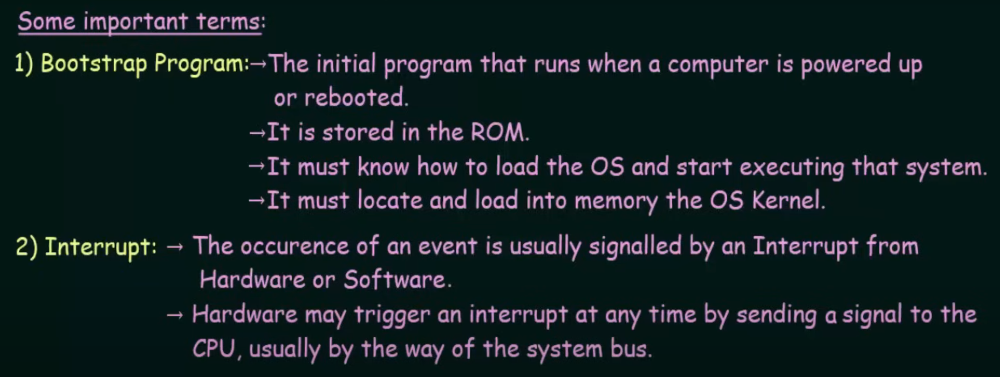 Some important terms:
1) Bootstrap Program:→The initial program that runs when a computer is powered up
or rebooted.
→It is stored in the ROM.
→It must know how to load the OS and start executing that system.
→It must locate and load into memory the OS Kernel.
2) Interrupt: → The occurence of an event is usually signalled by an Interrupt from
Hardware or Software.
→ Hardware may trigger an interrupt at any time by sending a signal to the
CPU, usually by the way of the system bus.